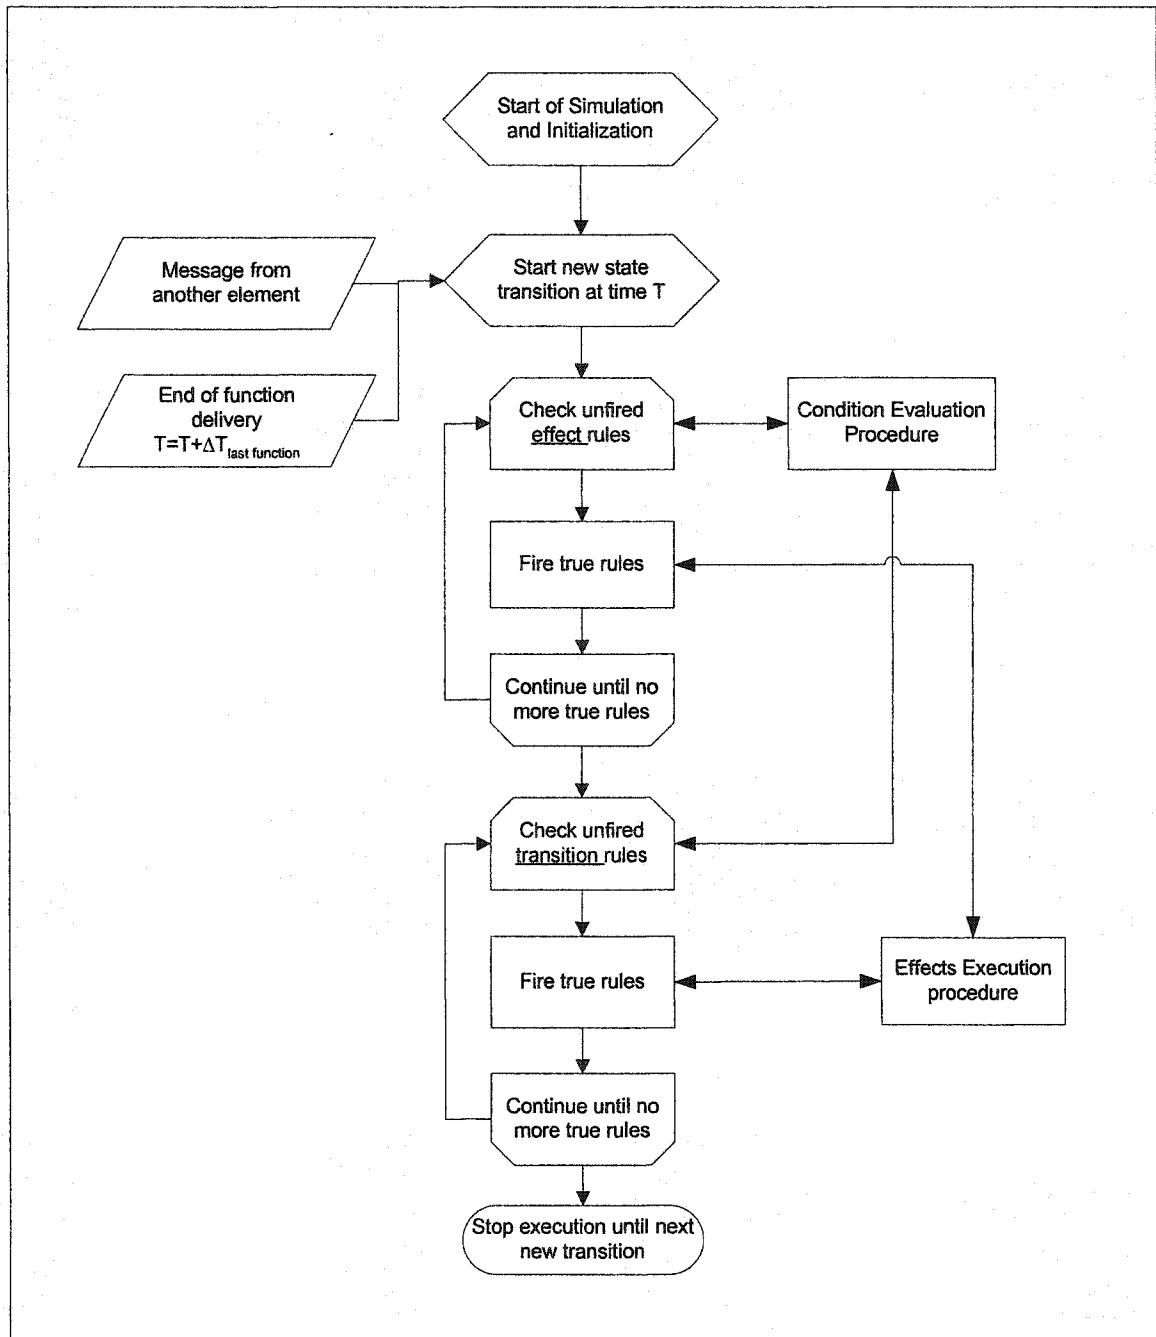 Start of Simulation
and Initialization
Message from
another element
Start new state
transition at time T
End of function
delivery
T=T+ΔT last function
Check unfired
effect rules
Condition Evaluation
Procedure
Fire true rules
Continue until no
more true rules
Check unfired
transition rules
Fire true rules
Effects Execution
procedure
Continue until no
more true rules
Stop execution until next
new transition